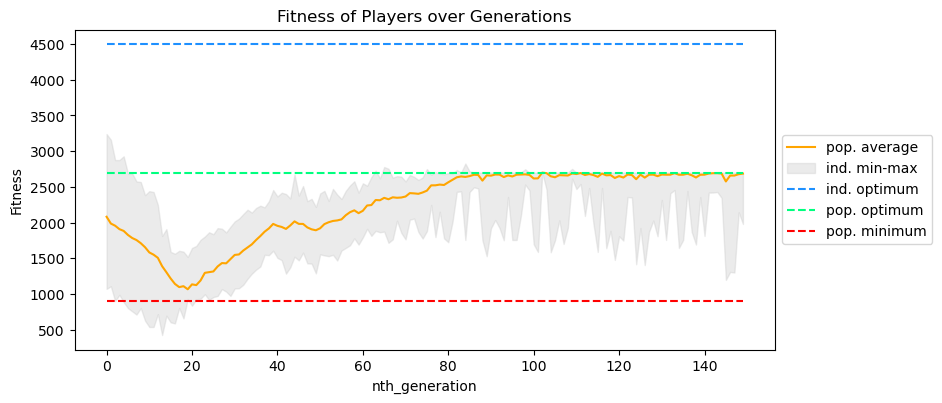 Fitness of Players over Generations
Fitness
4500
4000
3500
3000
2500
2000
1500
1000
500
0
20
40
60
80
100
120
140
nth_generation
pop. average
ind. min-max
ind. optimum
pop. optimum
pop. minimum